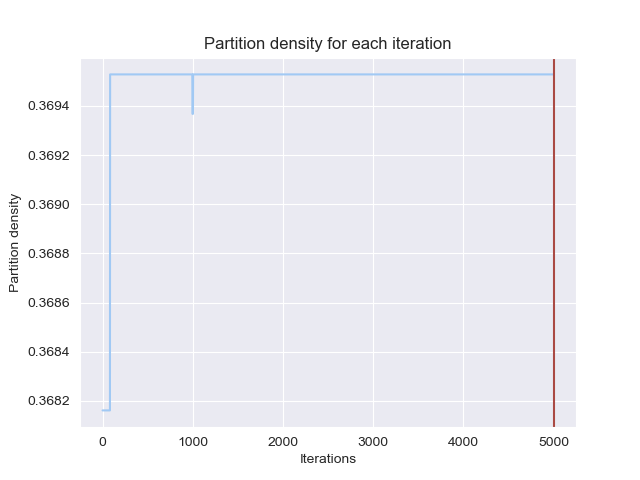 Partition density for each iteration
0.3694
0.3692
0.3690
0.3688
0.3686
0.3684
0.3682
Partition density
0 1000 2000 3000 4000 5000
Iterations